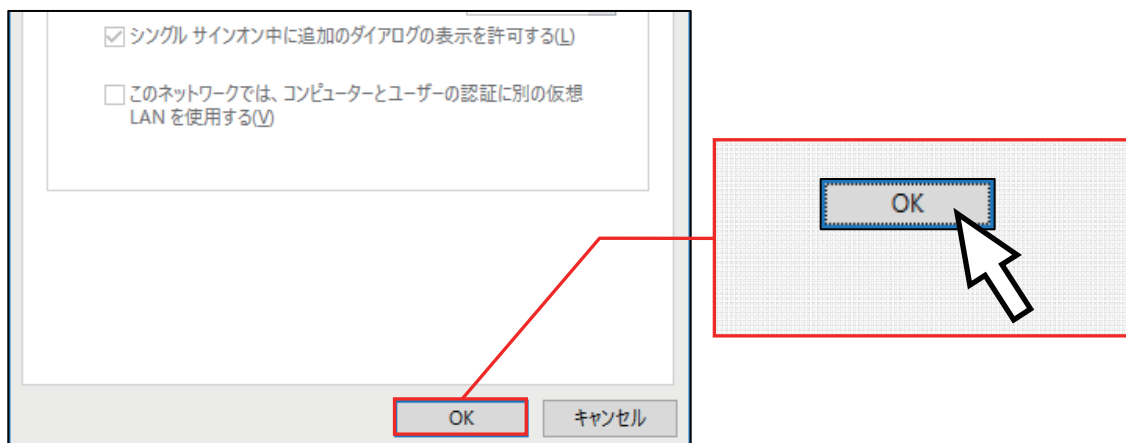 シングル サインオン中に追加のダイアログの表示を許可する(L)
このネットワークでは、コンピューターとユーザーの認証に別の仮想
LAN を使用する(V)
OK
OK
キャンセル